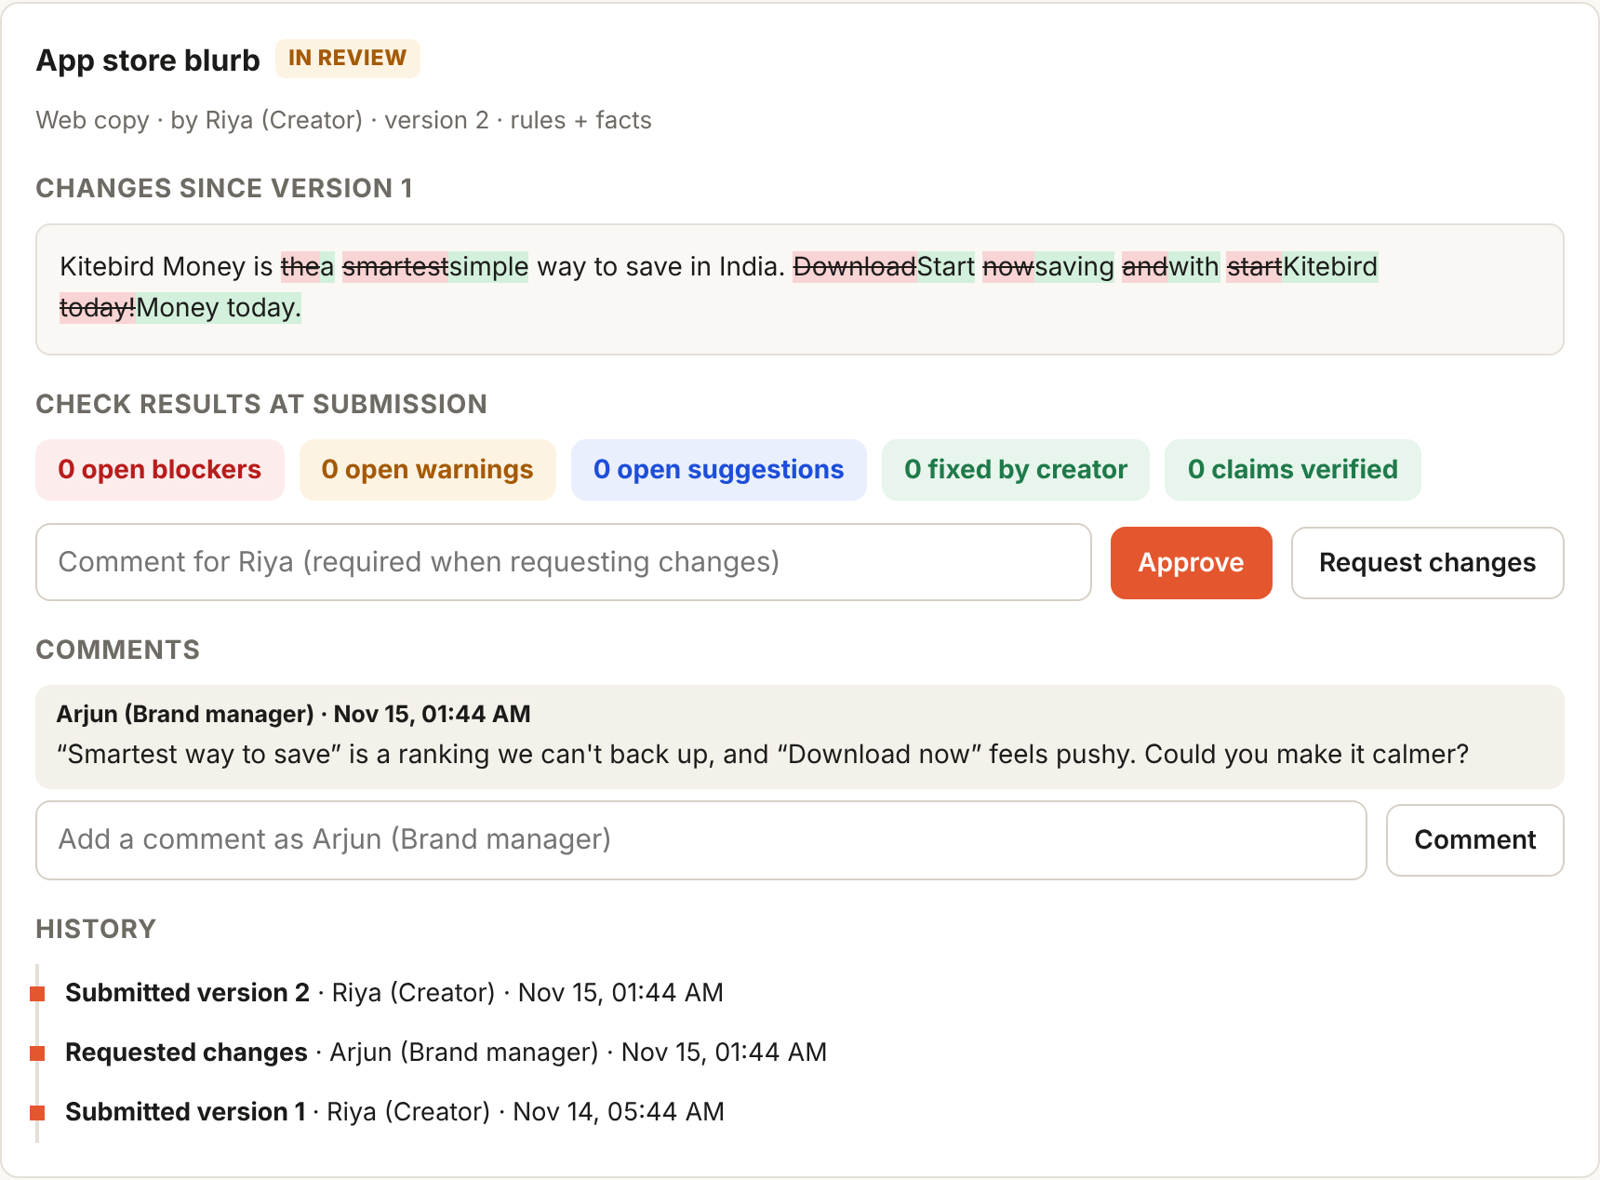 App store blurb IN REVIEW
Web copy · by Riya (Creator) · version 2 · rules + facts
CHANGES SINCE VERSION 1
Kitebird Money is thea smartestsimple way to save in India. DownloadStart nowsaving andwith startKitebird
today!Money today.
CHECK RESULTS AT SUBMISSION
0 open blockers 0 open warnings 0 open suggestions 0 fixed by creator 0 claims verified
Comment for Riya (required when requesting changes) Approve Request changes
COMMENTS
Arjun (Brand manager) · Nov 15, 01:44 AM
“Smartest way to save” is a ranking we can't back up, and “Download now” feels pushy. Could you make it calmer?
Add a comment as Arjun (Brand manager) Comment
HISTORY
Submitted version 2 · Riya (Creator) · Nov 15, 01:44 AM
Requested changes · Arjun (Brand manager) · Nov 15, 01:44 AM
Submitted version 1 · Riya (Creator) · Nov 14, 05:44 AM